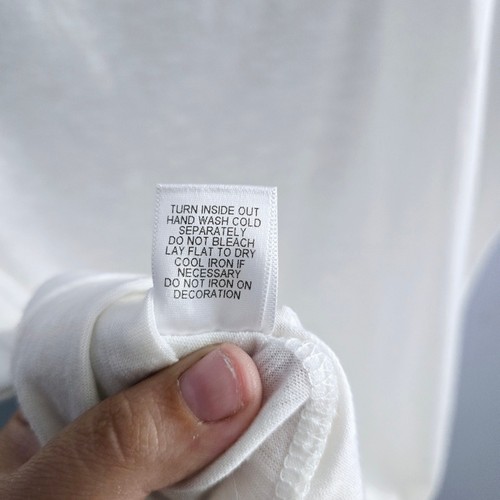 TURN INSIDE OUT
HAND WASH COLD
SEPARATELY
DO NOT BLEACH
LAY FLAT TO DRY
COOL IRON IF
NECESSARY
DO NOT IRON ON
DECORATION